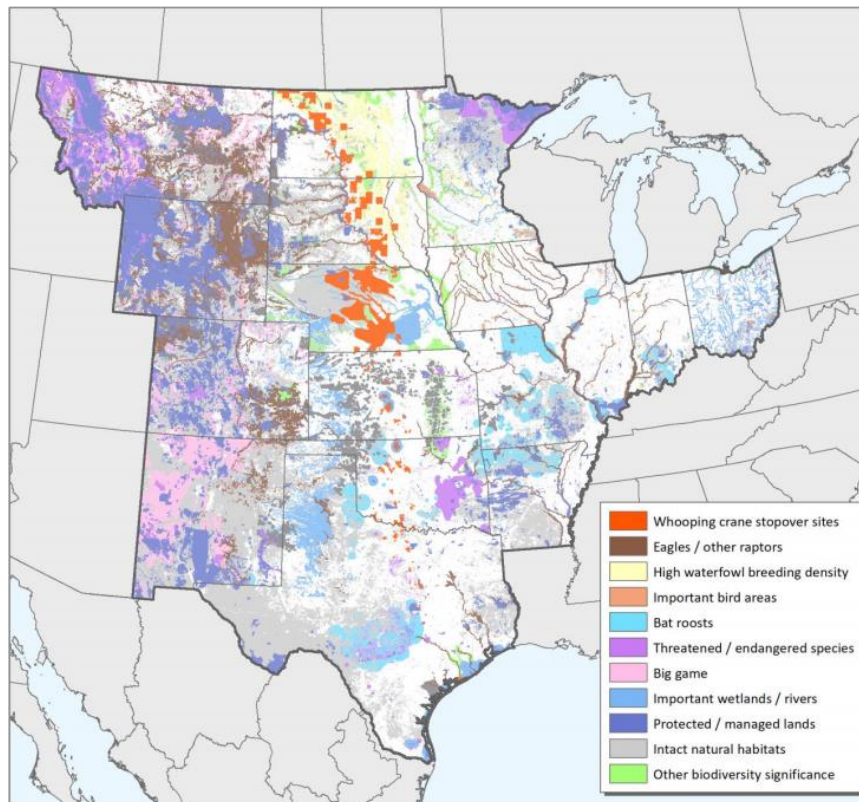 Whooping crane stopover sites
Eagles / other raptors
High waterfowl breeding density
Important bird areas
Bat roosts
Threatened / endangered species
Big game
Important wetlands / rivers
Protected / managed lands
Intact natural habitats
Other biodiversity significance